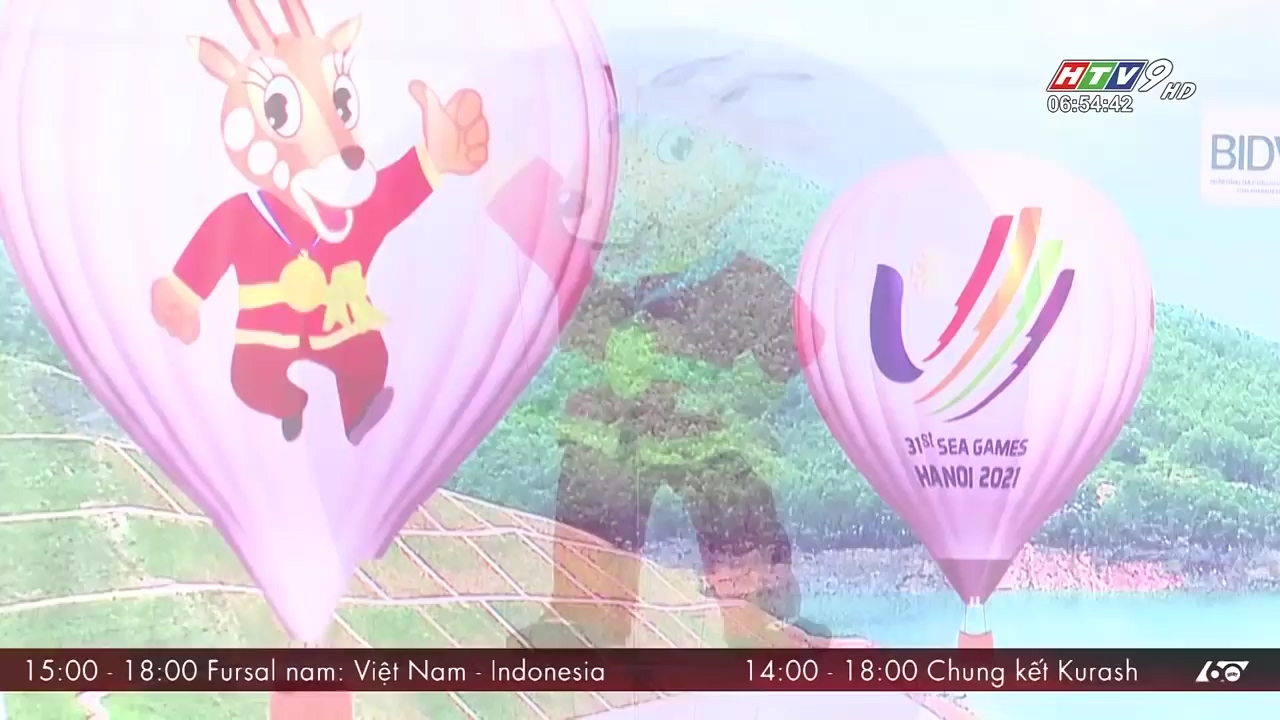 HTV9 HD
06:54:42
BIDV
31st SEA GAMES
HANOI 2021
15:00 - 18:00 Fursal nam: Việt Nam - Indonesia
14:00 - 18:00 Chung kết Kurash